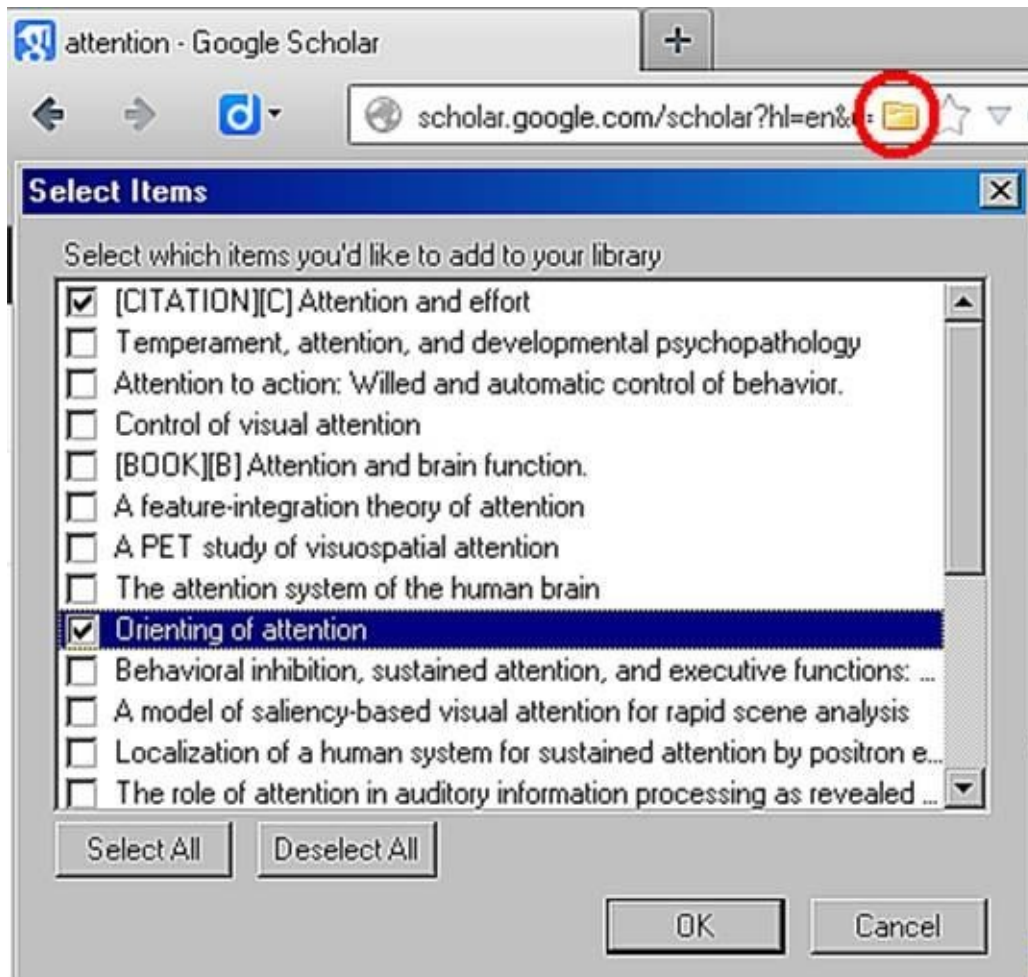 attention - Google Scholar
scholar.google.com/scholar?hl=en&
Select Items
Select which items you'd like to add to your library
[CITATION][C] Attention and effort
Temperament, attention, and developmental psychopathology
Attention to action: Willed and automatic control of behavior.
Control of visual attention
[BOOK][B] Attention and brain function.
A feature-integration theory of attention
A PET study of visuospatial attention
The attention system of the human brain
Orienting of attention
Behavioral inhibition, sustained attention, and executive functions: ...
A model of saliency-based visual attention for rapid scene analysis
Localization of a human system for sustained attention by positron e...
The role of attention in auditory information processing as revealed ...
Select All Deselect All
OK Cancel